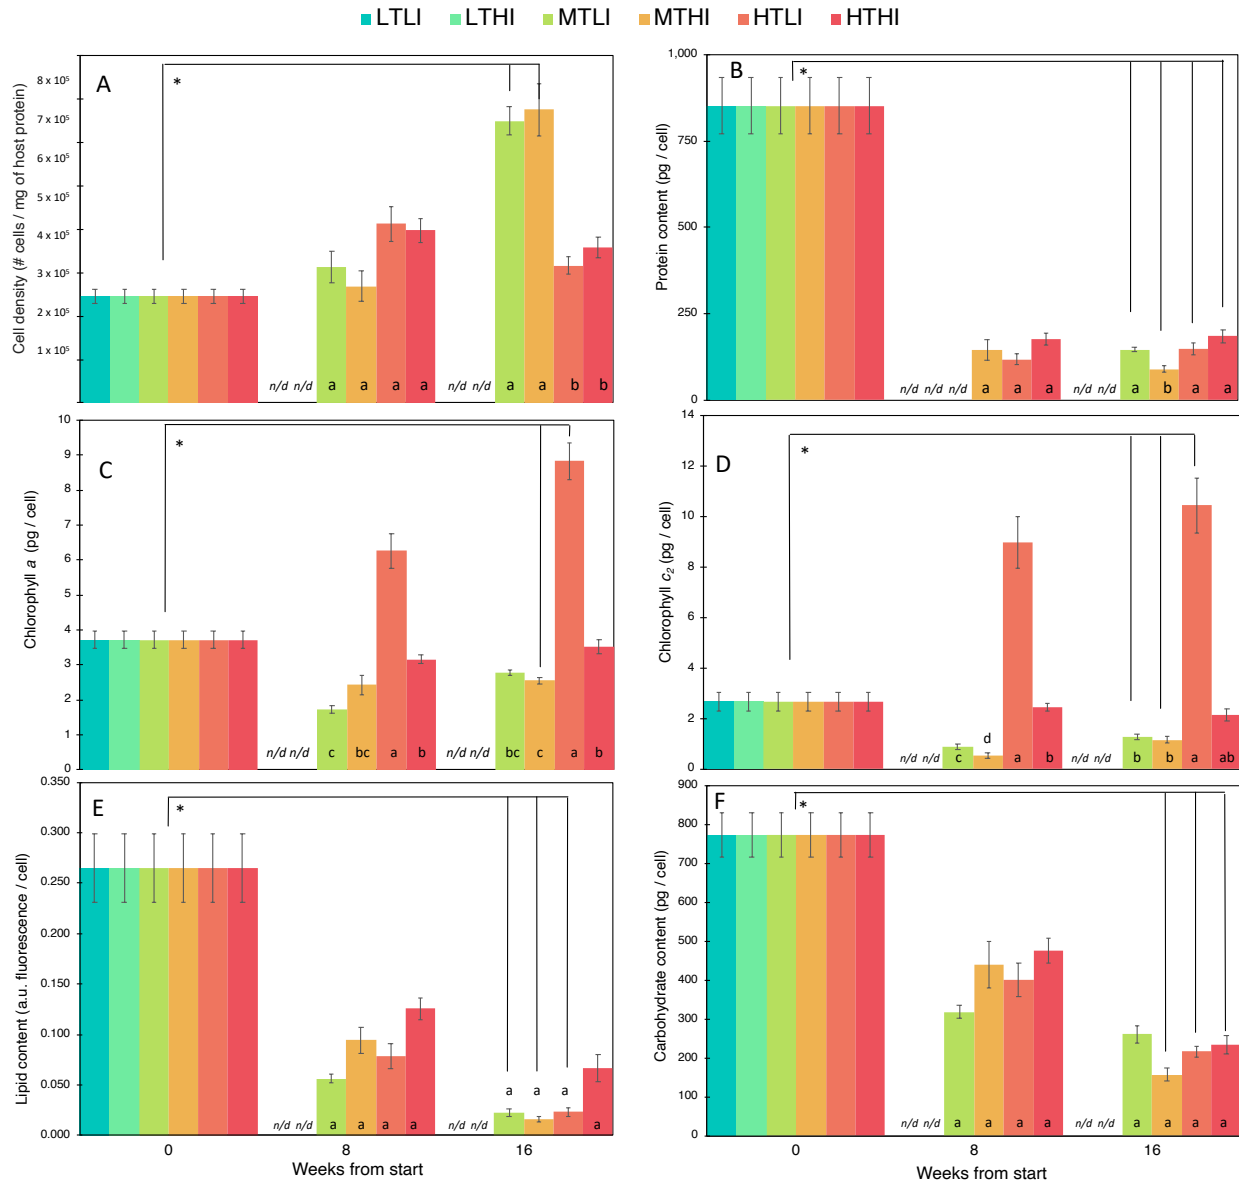 LTLI LTHI MTLI MTHI HTLI HTHI
A
*
Cell density (# cells / mg of host protein)
8 x 10⁵
7 x 10⁵
6 x 10⁵
5 x 10⁵
4 x 10⁵
3 x 10⁵
2 x 10⁵
1 x 10⁵
n/d n/d a a a a n/d n/d a a b b
B
*
Protein content (pg / cell)
1,000
750
500
250
0
n/d n/d n/d a a a n/d n/d a b a a
C
*
Chlorophyll a (pg / cell)
10
9
8
7
6
5
4
3
2
1
0
n/d n/d c bc a b n/d n/d bc c a b
D
*
Chlorophyll c₂ (pg / cell)
14
12
10
8
6
4
2
0
d
n/d n/d c a b n/d n/d b b a ab
E
*
Lipid content (a.u. fluorescence / cell)
0.350
0.300
0.250
0.200
0.150
0.100
0.050
0.000
a a a
n/d n/d a a a a n/d n/d a
0 8 16
Weeks from start
F
*
Carbohydrate content (pg / cell)
900
800
700
600
500
400
300
200
100
0
n/d n/d a a a a n/d n/d a a a a
0 8 16
Weeks from start